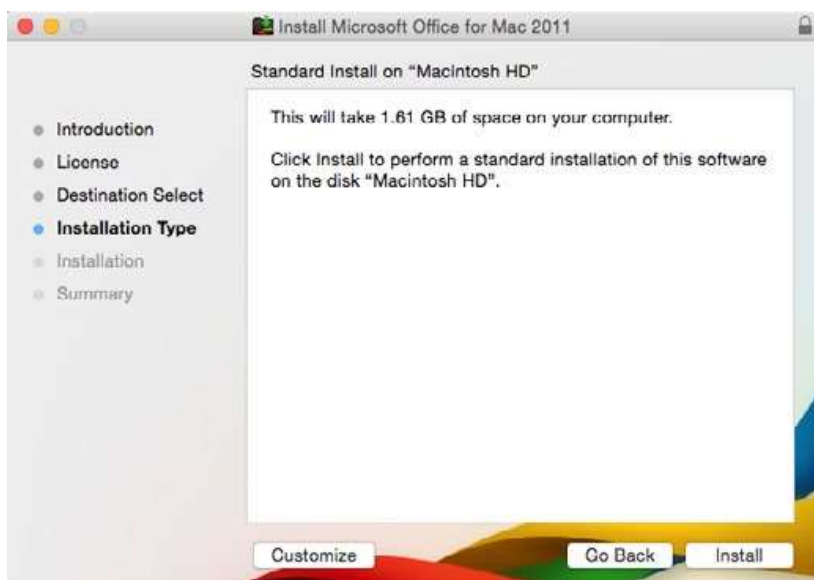 Install Microsoft Office for Mac 2011
Standard Install on “Macintosh HD”
Introduction
License
Destination Select
Installation Type
Installation
Summary
This will take 1.61 GB of space on your computer.
Click Install to perform a standard installation of this software
on the disk “Macintosh HD”.
Customize
Go Back
Install